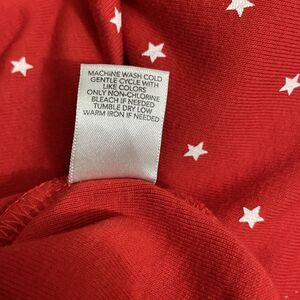 MACHINE WASH COLD
GENTLE CYCLE WITH
LIKE COLORS
ONLY NON-CHLORINE
BLEACH IF NEEDED
TUMBLE DRY LOW
WARM IRON IF NEEDED